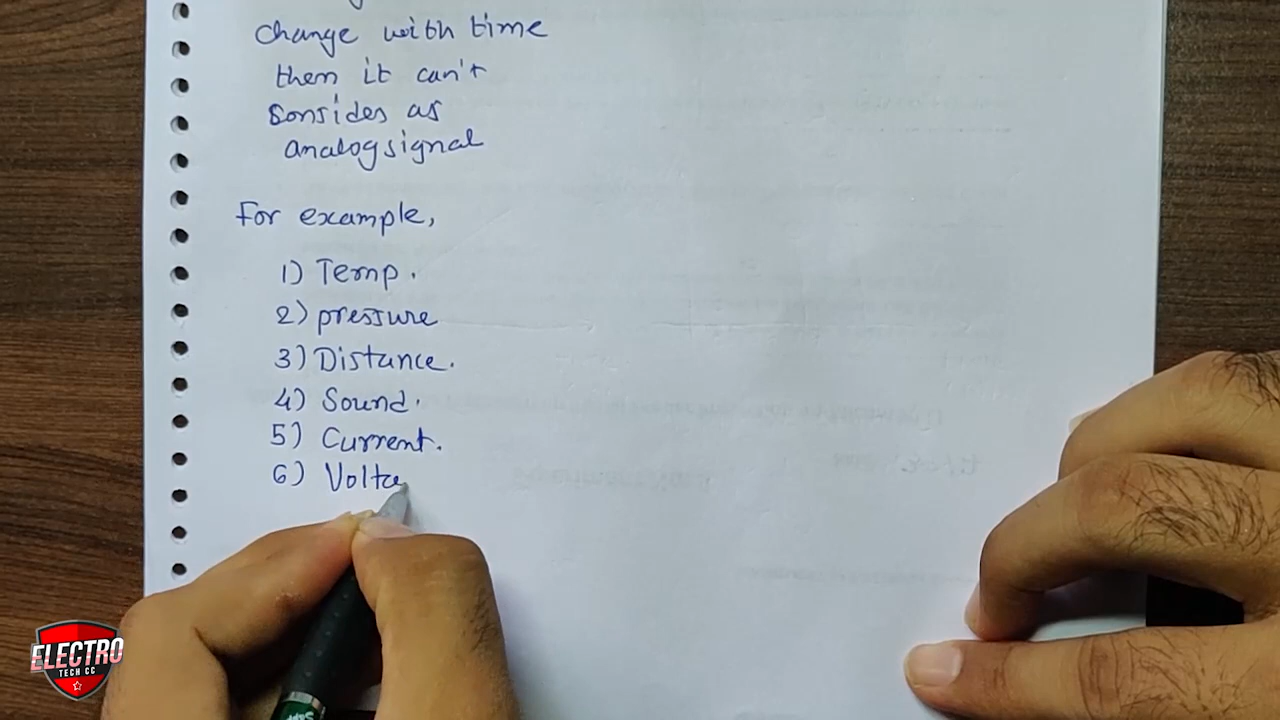 change with time
then it can't
Sonsides as
analog signal
For example,
1) Temp.
2) pressure
3) Distance.
4) Sound.
5) Current.
6) Volta
ELECTRO
TECH CC